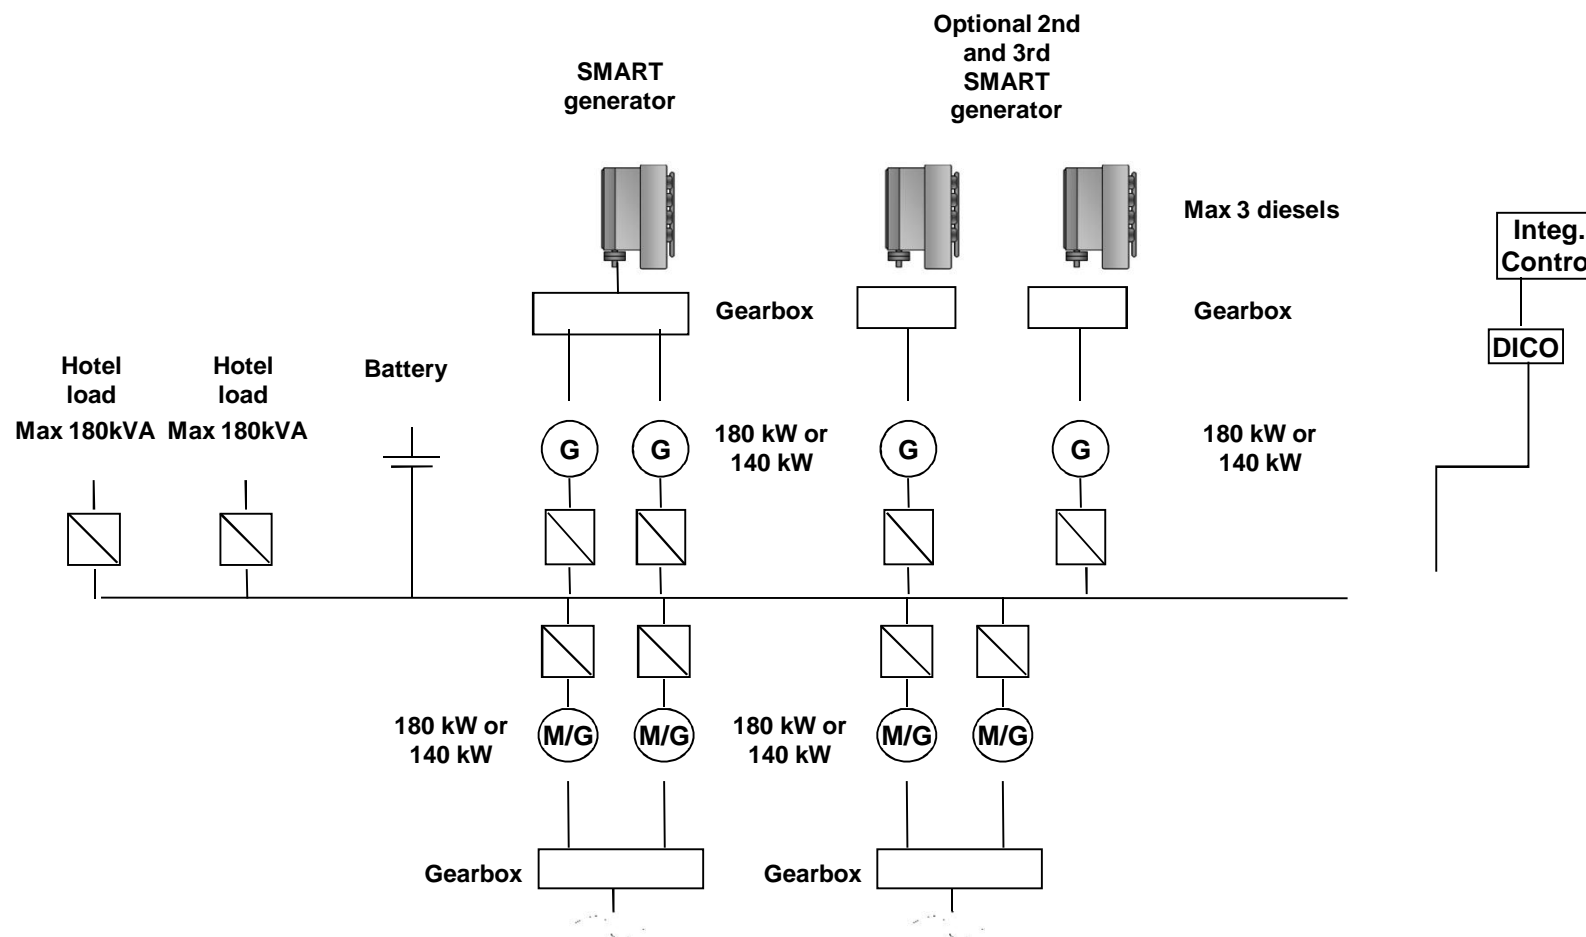 Optional 2nd
and 3rd
SMART
generator
SMART
generator
Max 3 diesels
Integ.
Contro
Gearbox
Gearbox
DICO
Hotel
load
Max 180kVA
Hotel
load
Max 180kVA
Battery
G
G
180 kW or
140 kW
G
G
180 kW or
140 kW
180 kW or
140 kW
M/G
M/G
180 kW or
140 kW
M/G
M/G
Gearbox
Gearbox